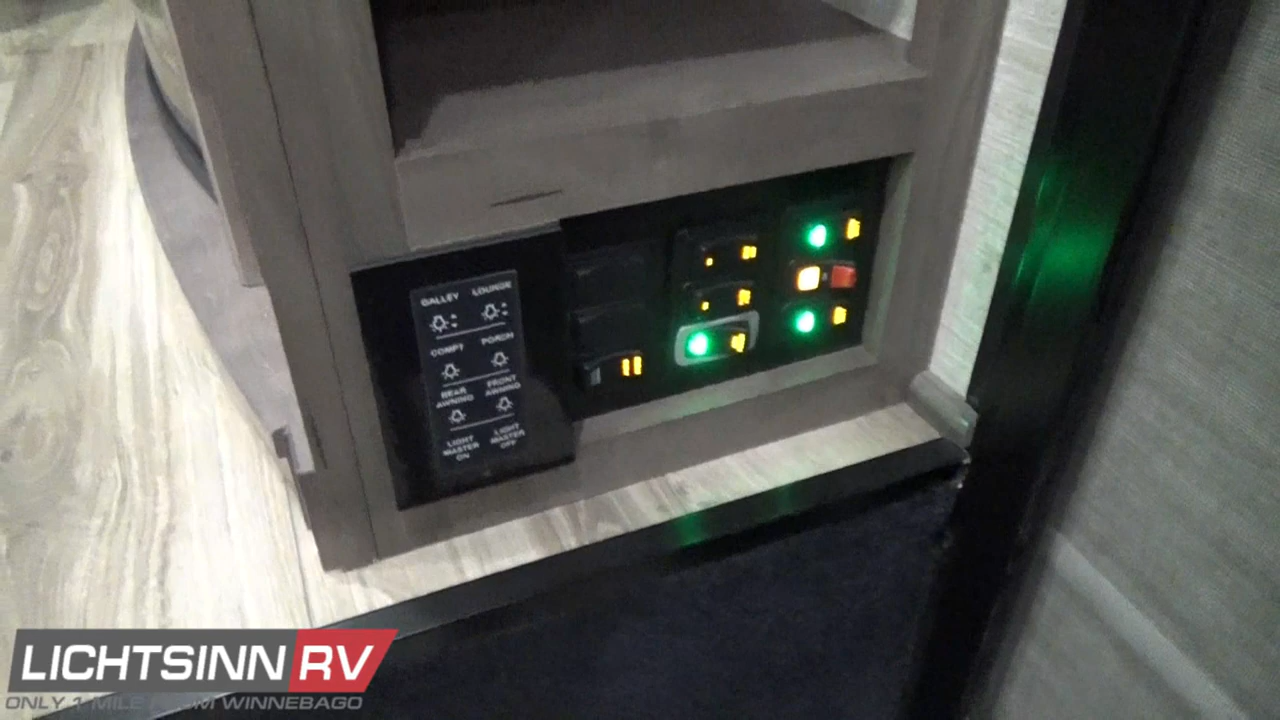 GALLEY LOUNGE
COMPT PORCH
REAR AWNING FRONT AWNING
LIGHT MASTER ON LIGHT MASTER OFF
LICHTSINN RV
ONLY 1 MILE FROM WINNEBAGO